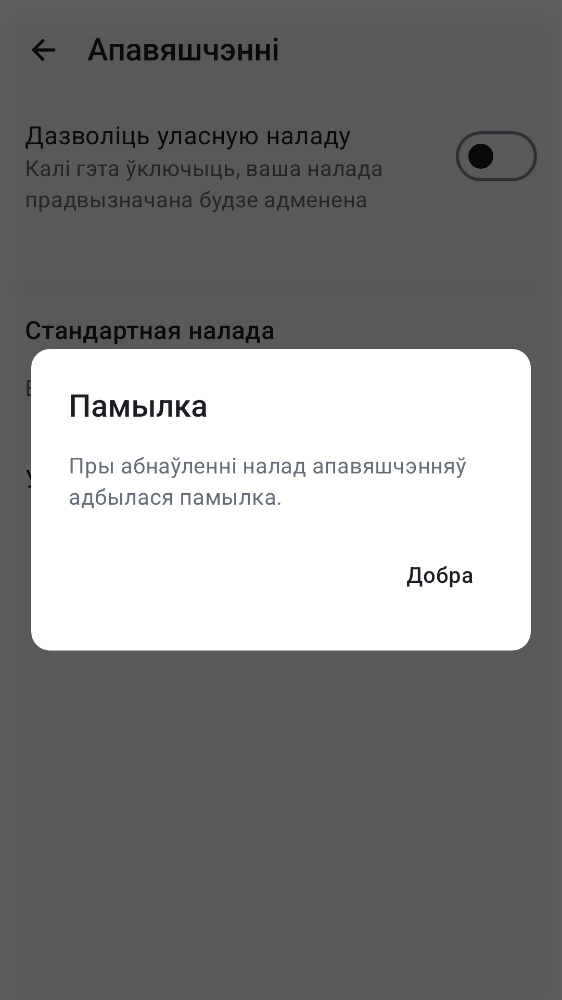 Апавяшчэнні
Дазволіць уласную наладу
Калі гэта ўключыць, ваша налада
прадвызначана будзе адменена
Стандартная налада
Памылка
Пры абнаўленні налад апавяшчэнняў
адбылася памылка.
Добра